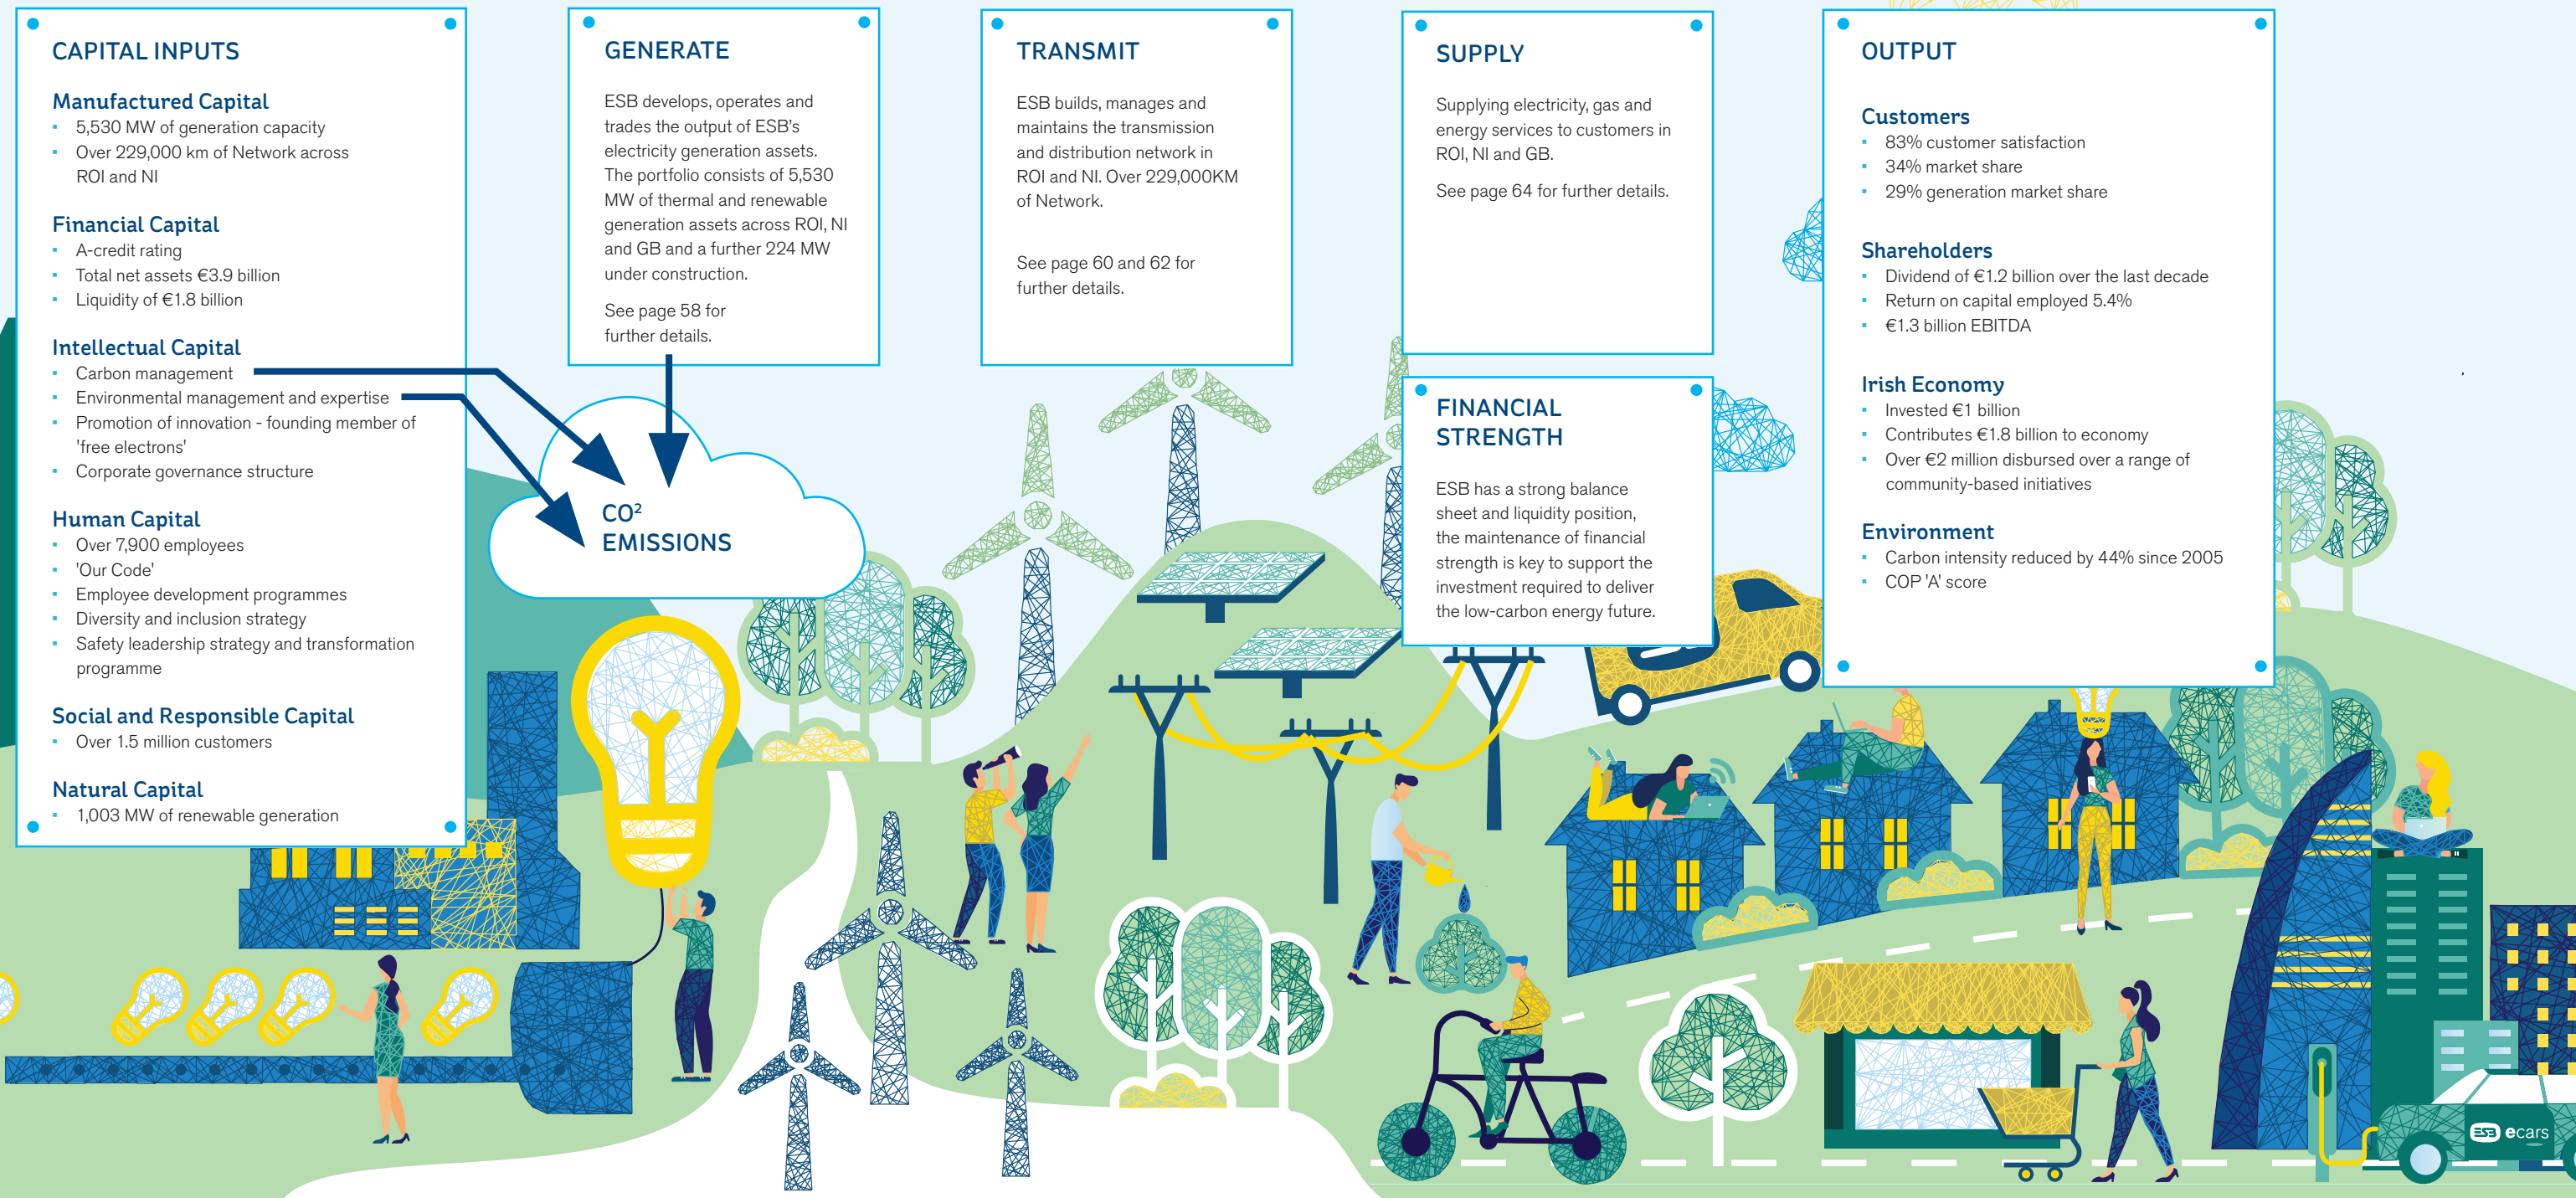 CAPITAL INPUTS
Manufactured Capital
▪ 5,530 MW of generation capacity
▪ Over 229,000 km of Network across
ROI and NI
Financial Capital
▪ A-credit rating
▪ Total net assets €3.9 billion
▪ Liquidity of €1.8 billion
Intellectual Capital
▪ Carbon management
▪ Environmental management and expertise
▪ Promotion of innovation - founding member of
'free electrons'
▪ Corporate governance structure
Human Capital
▪ Over 7,900 employees
▪ 'Our Code'
▪ Employee development programmes
▪ Diversity and inclusion strategy
▪ Safety leadership strategy and transformation
programme
Social and Responsible Capital
▪ Over 1.5 million customers
Natural Capital
▪ 1,003 MW of renewable generation
GENERATE
ESB develops, operates and
trades the output of ESB's
electricity generation assets.
The portfolio consists of 5,530
MW of thermal and renewable
generation assets across ROI, NI
and GB and a further 224 MW
under construction.
See page 58 for
further details.
CO²
EMISSIONS
TRANSMIT
ESB builds, manages and
maintains the transmission
and distribution network in
ROI and NI. Over 229,000KM
of Network.
See page 60 and 62 for
further details.
SUPPLY
Supplying electricity, gas and
energy services to customers in
ROI, NI and GB.
See page 64 for further details.
FINANCIAL
STRENGTH
ESB has a strong balance
sheet and liquidity position,
the maintenance of financial
strength is key to support the
investment required to deliver
the low-carbon energy future.
OUTPUT
Customers
▪ 83% customer satisfaction
▪ 34% market share
▪ 29% generation market share
Shareholders
▪ Dividend of €1.2 billion over the last decade
▪ Return on capital employed 5.4%
▪ €1.3 billion EBITDA
Irish Economy
▪ Invested €1 billion
▪ Contributes €1.8 billion to economy
▪ Over €2 million disbursed over a range of
community-based initiatives
Environment
▪ Carbon intensity reduced by 44% since 2005
▪ COP 'A' score
ESB ecars